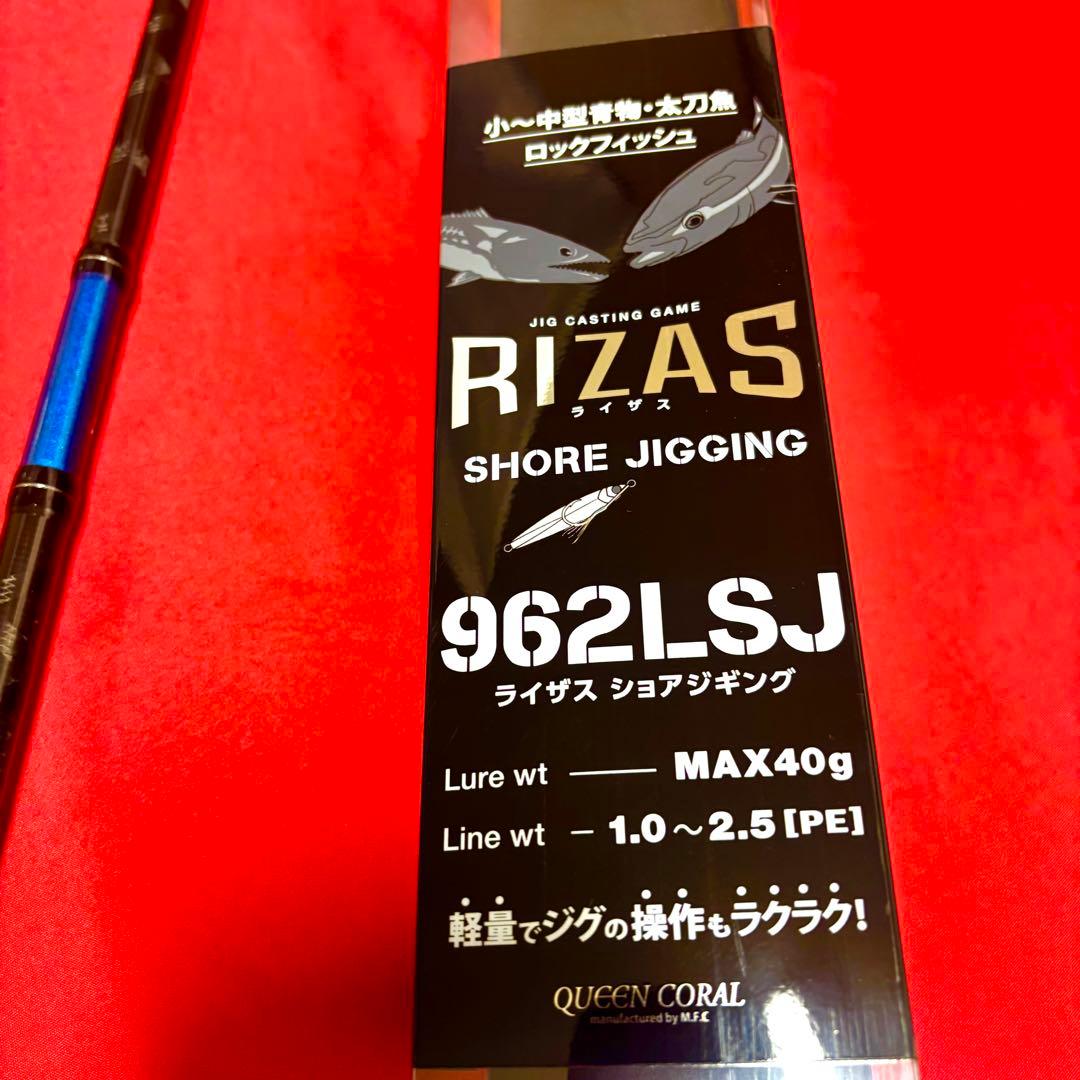 小～中型青物・太刀魚
ロックフィッシュ
JIG CASTING GAME
RIZAS
ライザス
SHORE JIGGING
962LSJ
ライザス ショアジギング
Lure wt — MAX40g
Line wt – 1.0～2.5[PE]
軽量でジグの操作もラクラク!
QUEEN CORAL
manufactured by M.F.C